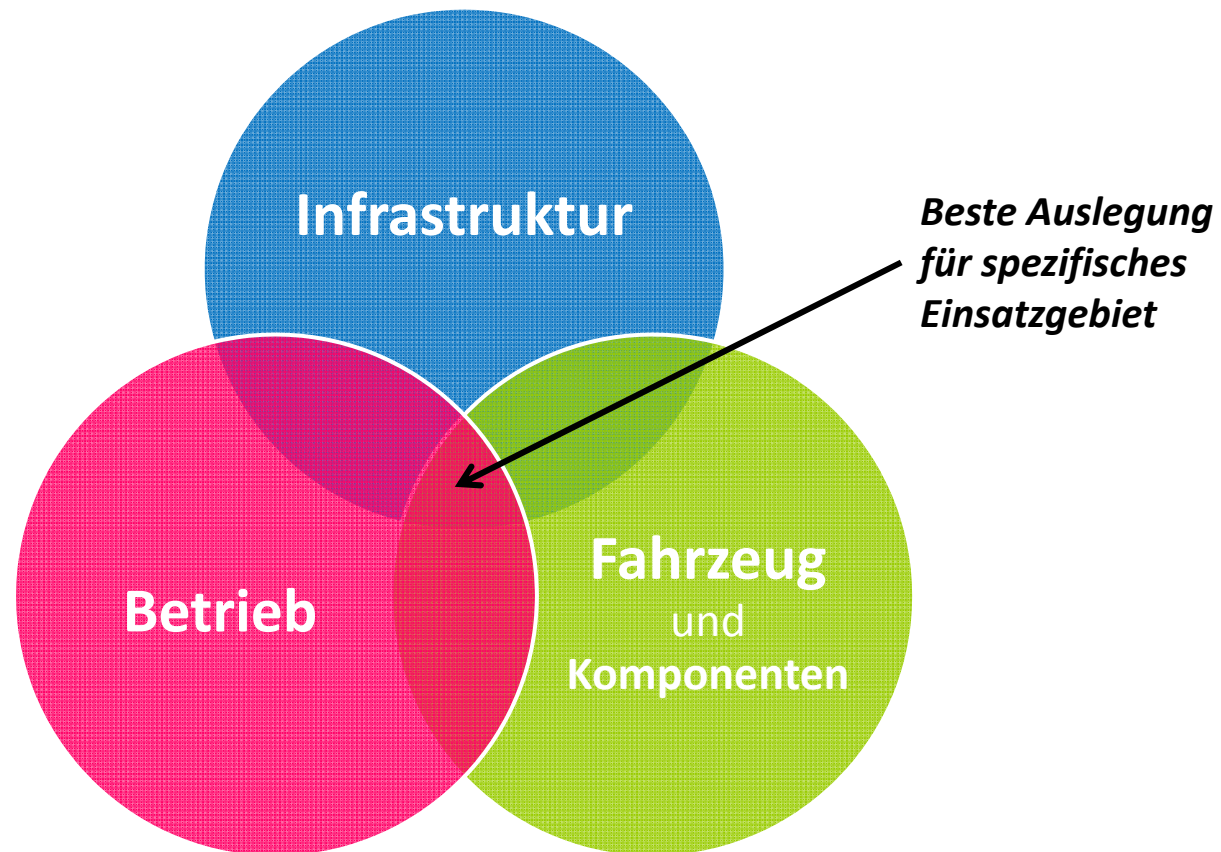 Infrastruktur
Beste Auslegung
für spezifisches
Einsatzgebiet
Betrieb
Fahrzeug
und
Komponenten